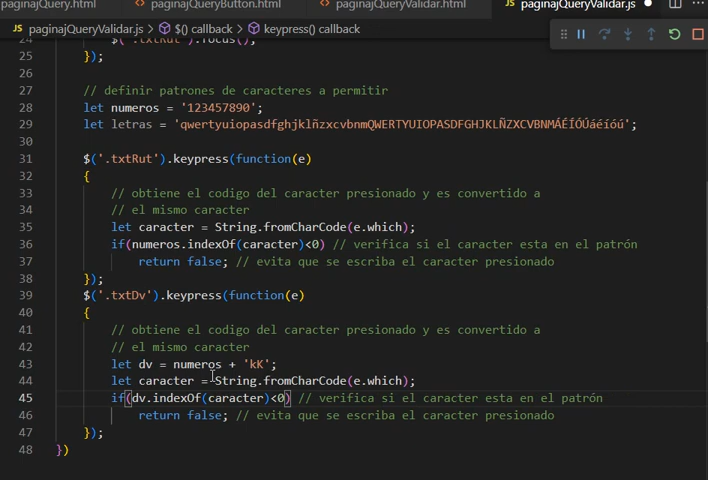 paginajQuery.html paginajQueryButton.html paginajQueryValidar.html JS paginajQueryValidar.js
JS paginajQueryValidar.js > $() callback > keypress() callback
24 $('.txtRut').focus();
25 });
26
27 // definir patrones de caracteres a permitir
28 let numeros = '123457890';
29 let letras = 'qwertyuiopasdfghjklñzxcvbnmQWERTYUIOPASDFGHJKLÑZXCVBNMÁÉÍÓÚáéíóú';
30
31 $('.txtRut').keypress(function(e)
32 {
33 // obtiene el codigo del caracter presionado y es convertido a
34 // el mismo caracter
35 let caracter = String.fromCharCode(e.which);
36 if(numeros.indexOf(caracter)<0) // verifica si el caracter esta en el patrón
37 return false; // evita que se escriba el caracter presionado
38 });
39 $('.txtDv').keypress(function(e)
40 {
41 // obtiene el codigo del caracter presionado y es convertido a
42 // el mismo caracter
43 let dv = numeros + 'kK';
44 let caracter = String.fromCharCode(e.which);
45 if(dv.indexOf(caracter)<0) // verifica si el caracter esta en el patrón
46 return false; // evita que se escriba el caracter presionado
47 });
48 })